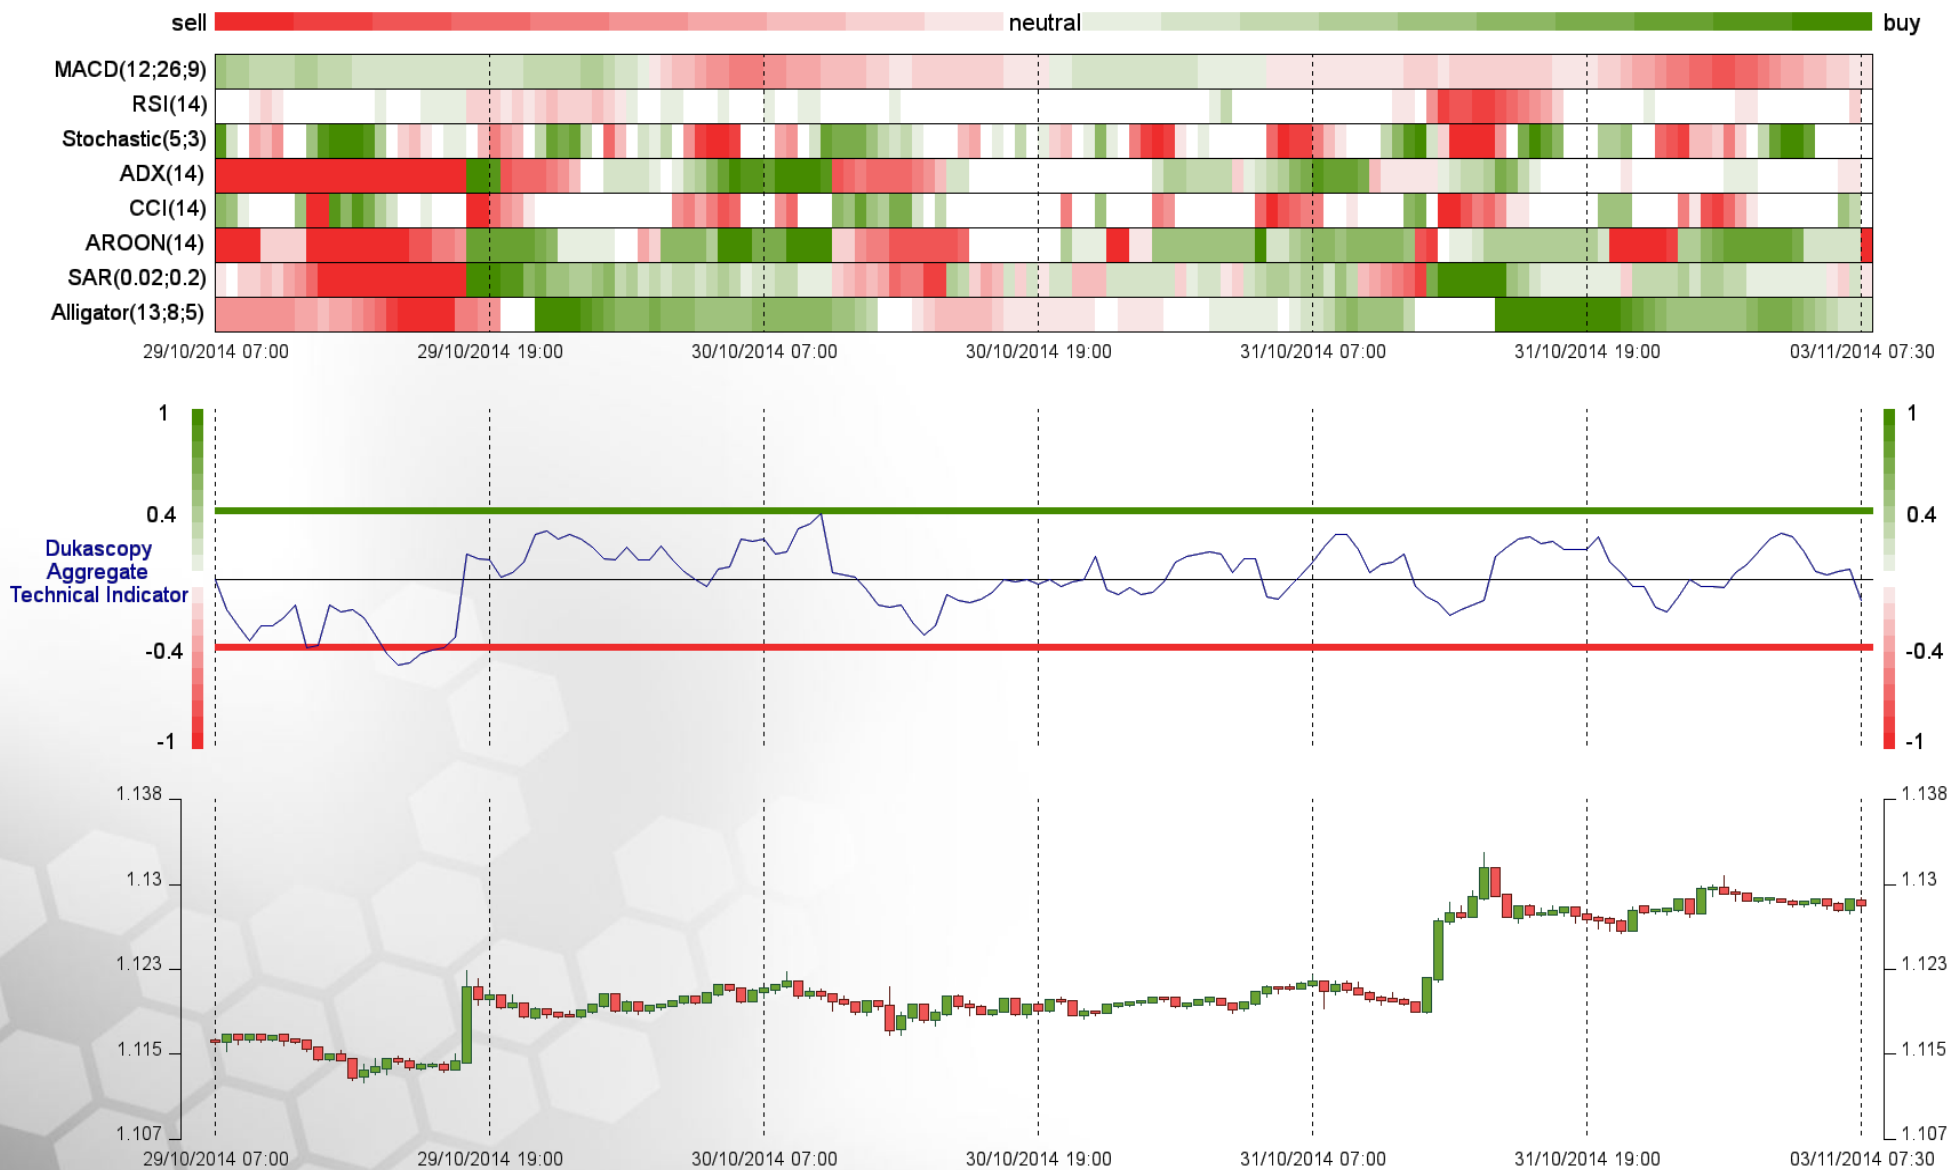 sell neutral buy
MACD(12;26;9)
RSI(14)
Stochastic(5;3)
ADX(14)
CCI(14)
AROON(14)
SAR(0.02;0.2)
Alligator(13;8;5)
29/10/2014 07:00 29/10/2014 19:00 30/10/2014 07:00 30/10/2014 19:00 31/10/2014 07:00 31/10/2014 19:00 03/11/2014 07:30
1 1
0.4 0.4
Dukascopy
Aggregate
Technical Indicator
-0.4 -0.4
-1 -1
1.138 1.138
1.13 1.13
1.123 1.123
1.115 1.115
1.107 1.107
29/10/2014 07:00 29/10/2014 19:00 30/10/2014 07:00 30/10/2014 19:00 31/10/2014 07:00 31/10/2014 19:00 03/11/2014 07:30